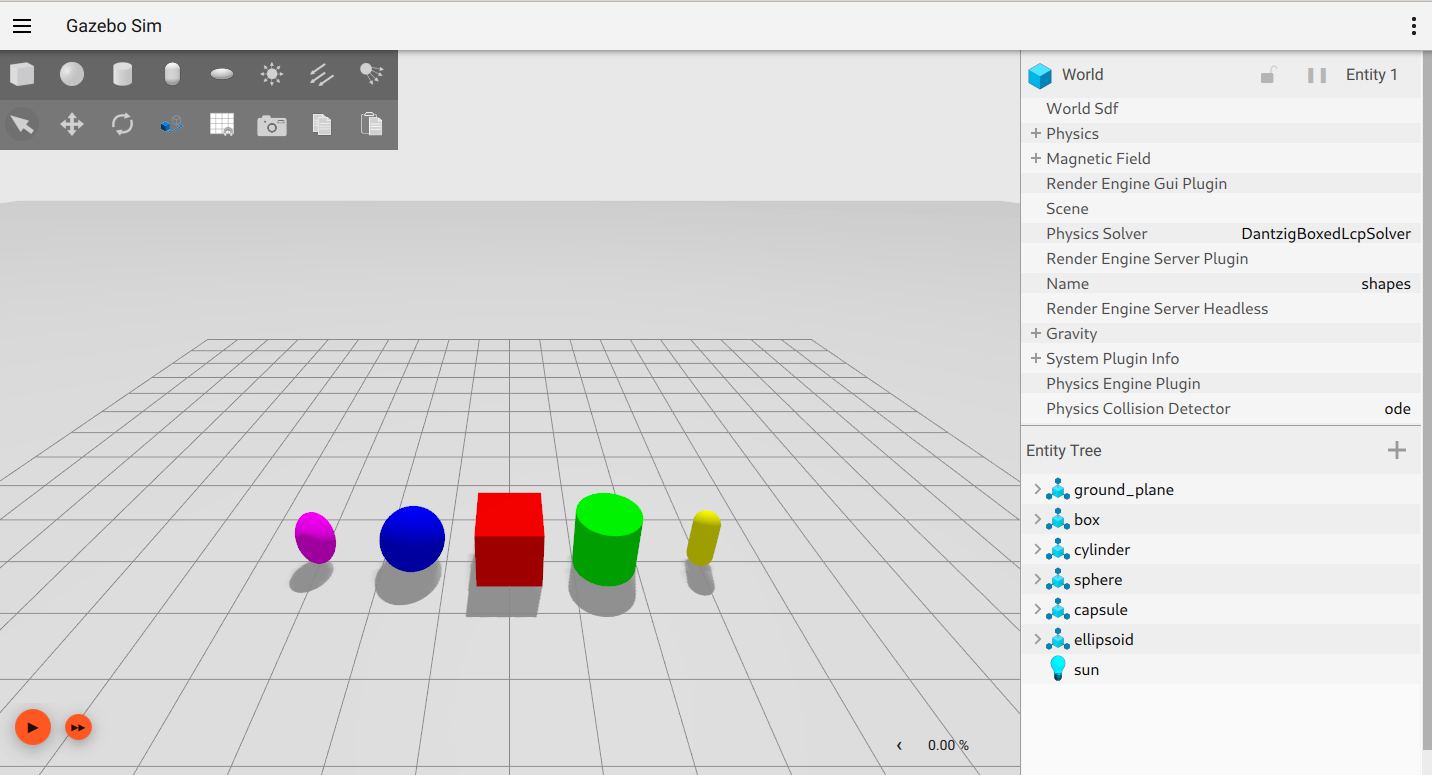 Gazebo Sim
World Entity 1
World Sdf
Physics
Magnetic Field
Render Engine Gui Plugin
Scene
Physics Solver DantzigBoxedLcpSolver
Render Engine Server Plugin
Name shapes
Render Engine Server Headless
Gravity
System Plugin Info
Physics Engine Plugin
Physics Collision Detector ode
Entity Tree
ground_plane
box
cylinder
sphere
capsule
ellipsoid
sun
0.00 %